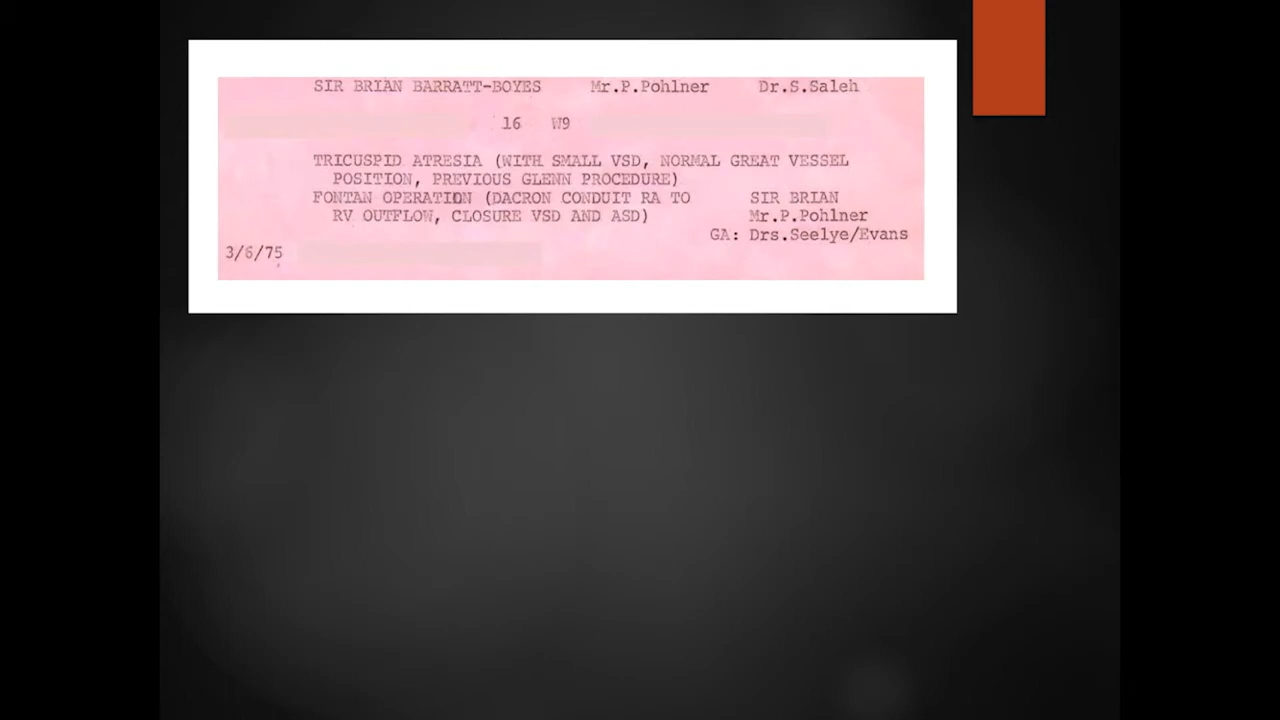 SIR BRIAN BARRATT-BOYES Mr.P.Pohlner Dr.S.Saleh
16 W9
TRICUSPID ATRESIA (WITH SMALL VSD, NORMAL GREAT VESSEL
POSITION, PREVIOUS GLENN PROCEDURE)
FONTAN OPERATION (DACRON CONDUIT RA TO SIR BRIAN
RV OUTFLOW, CLOSURE VSD AND ASD) Mr.P.Pohlner
GA: Drs.Seelye/Evans
3/6/75